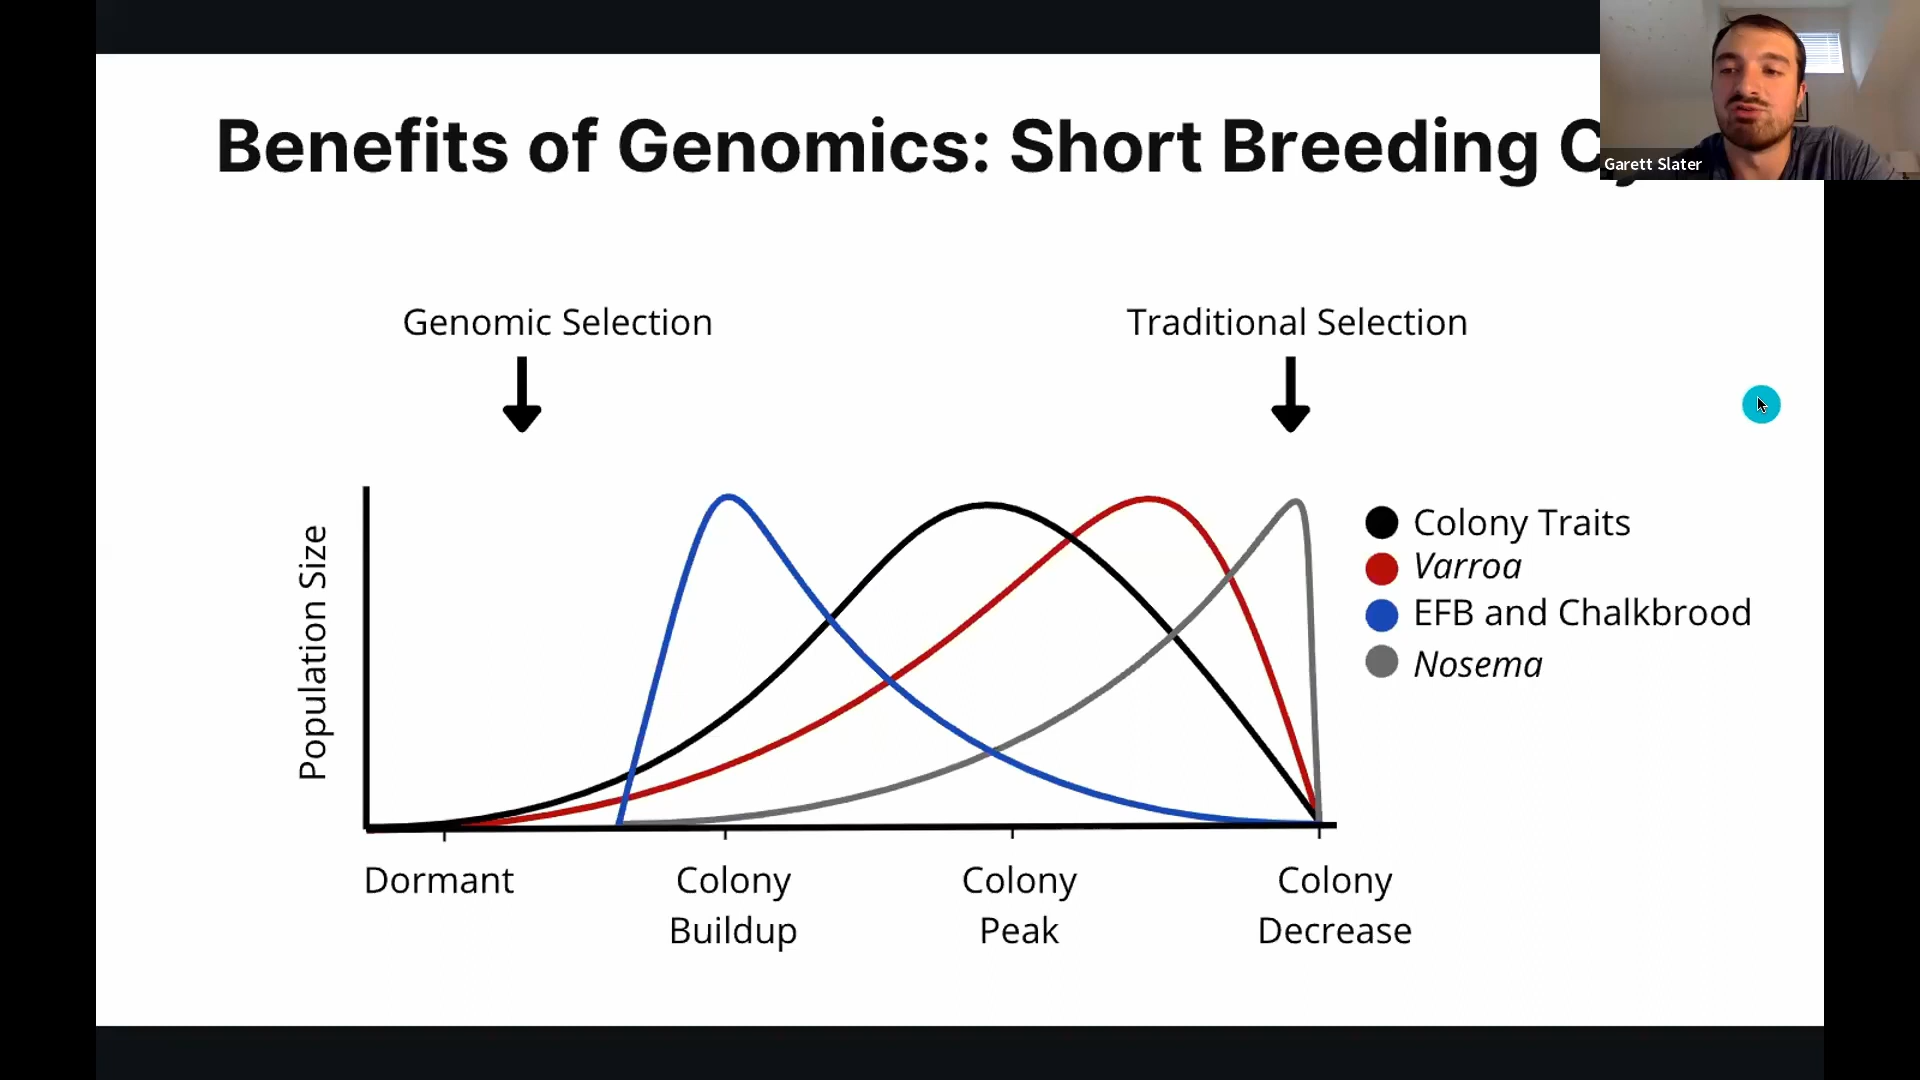 Benefits of Genomics: Short Breeding
Garett Slater
Genomic Selection
Traditional Selection
Population Size
Colony Traits
Varroa
EFB and Chalkbrood
Nosema
Dormant
Colony
Buildup
Colony
Peak
Colony
Decrease